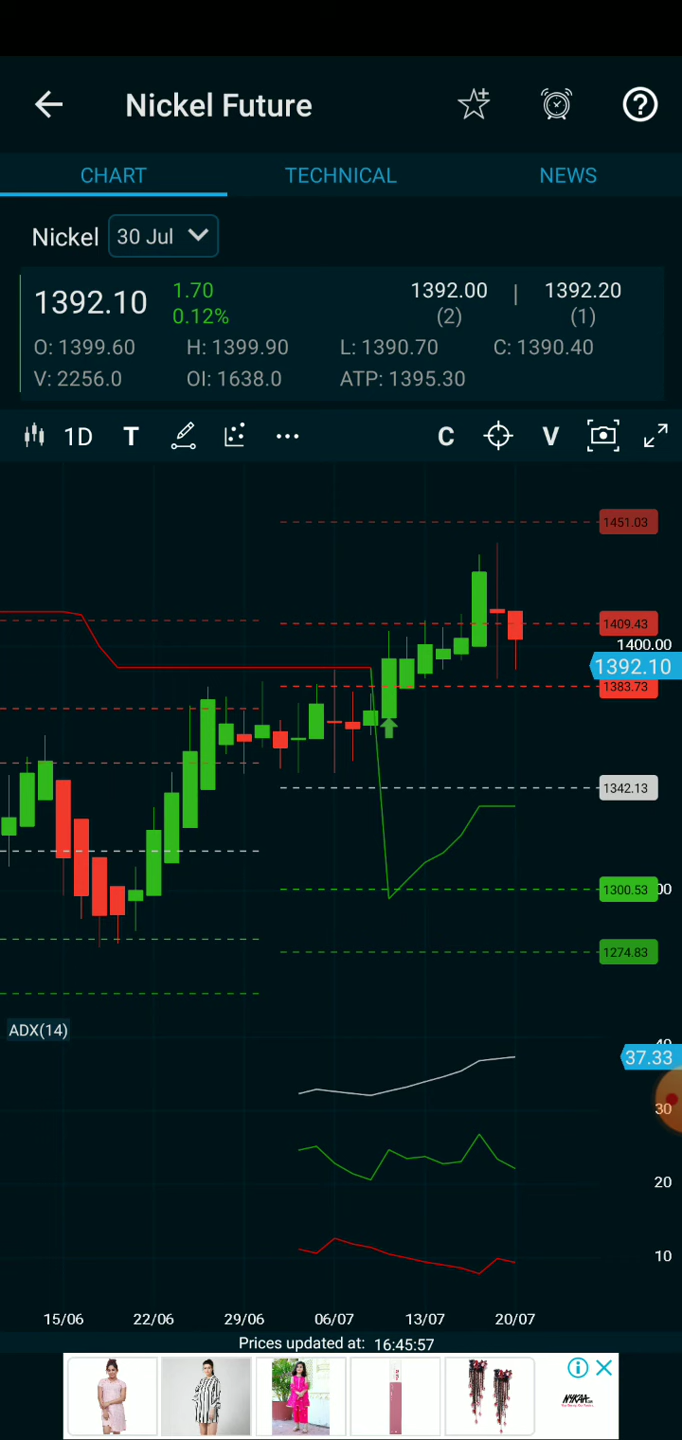 Nickel Future
CHART TECHNICAL NEWS
Nickel 30 Jul
1392.10 1.70 1392.00 | 1392.20
0.12% (2) (1)
O: 1399.60 H: 1399.90 L: 1390.70 C: 1390.40
V: 2256.0 OI: 1638.0 ATP: 1395.30
1D T ... C V
1451.03
1409.43
1400.00
1392.10
1383.73
1342.13
1300.53 00
1274.83
ADX(14)
40
37.33
30
20
10
15/06 22/06 29/06 06/07 13/07 20/07
Prices updated at: 16:45:57
NYKAA